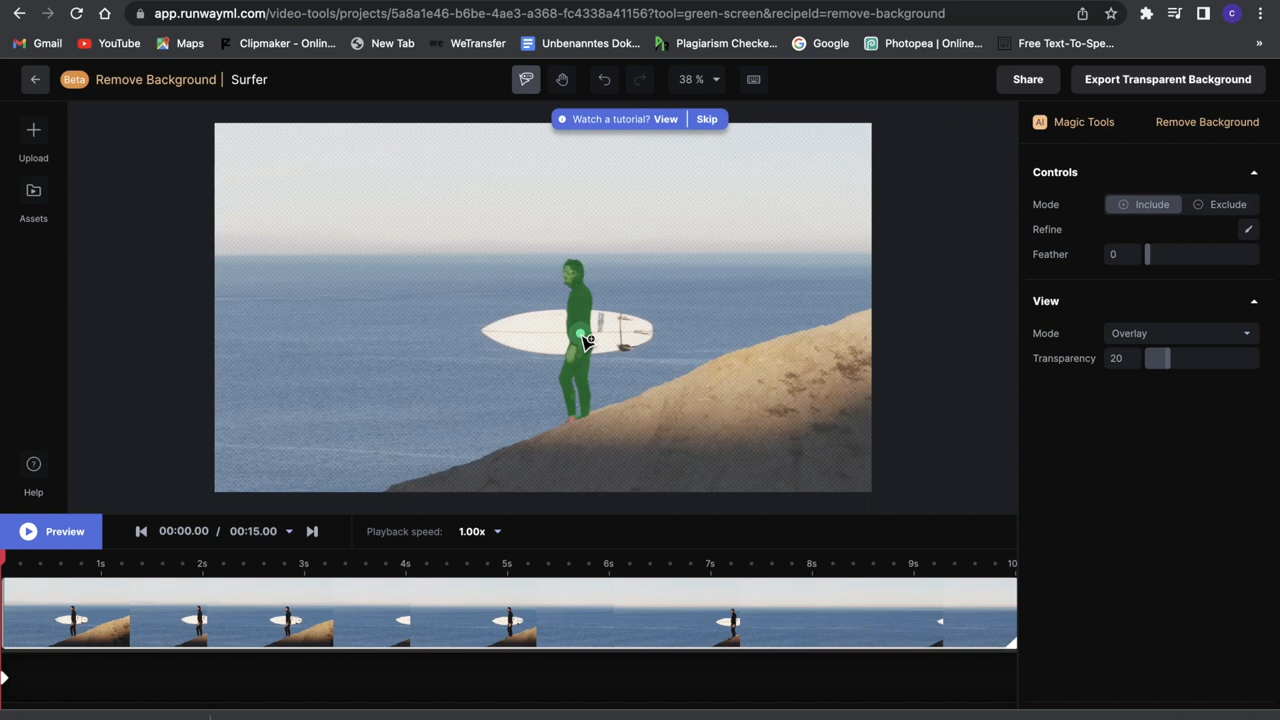 app.runwayml.com/video-tools/projects/5a8a1e46-b6be-4ae3-a368-fc4338a41156?tool=green-screen&recipeId=remove-background
C
Gmail YouTube Maps Clipmaker - Onlin... New Tab WeTransfer Unbenanntes Dok... Plagiarism Checke... Google Photopea | Online... Free Text-To-Spe... »
Beta Remove Background | Surfer 38 % Share Export Transparent Background
Watch a tutorial? View Skip
Upload
Assets
Help
AI Magic Tools Remove Background
Controls
Mode Include Exclude
Refine
Feather 0
View
Mode Overlay
Transparency 20
Preview 00:00.00 / 00:15.00 Playback speed: 1.00x
1s 2s 3s 4s 5s 6s 7s 8s 9s 10